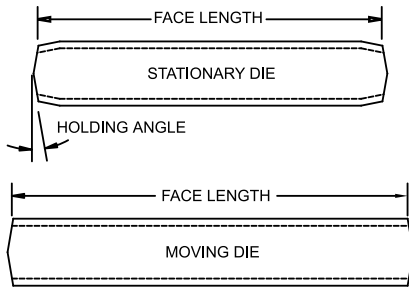 FACE LENGTH
STATIONARY DIE
HOLDING ANGLE
FACE LENGTH
MOVING DIE